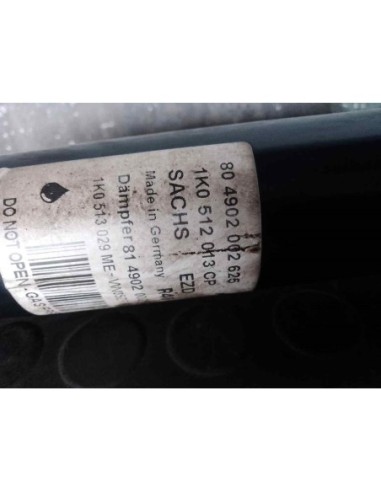 80 4902 002 626
1K0 512 013 CP
SACHS EZD
Made in Germany
Dämpfer 81 4902
1K0 513 029
DO NOT OPEN